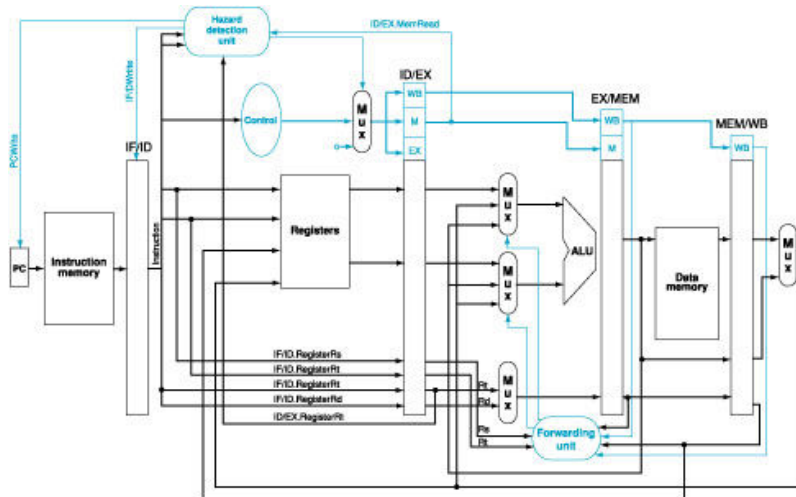 Hazard
detection
unit
ID/EX.MemRead
IF/DWrite
PCWrite
ID/EX
EX/MEM
MEM/WB
IF/ID
Control
Mux
0
WB
M
EX
WB
M
WB
PC
Instruction
memory
Instruction
Registers
Mux
Mux
ALU
Data
memory
Mux
IF/ID.RegisterRs
IF/ID.RegisterRt
IF/ID.RegisterRt
IF/ID.RegisterRd
ID/EX.RegisterRt
Rt
Rd
Mux
Rs
Rt
Forwarding
unit